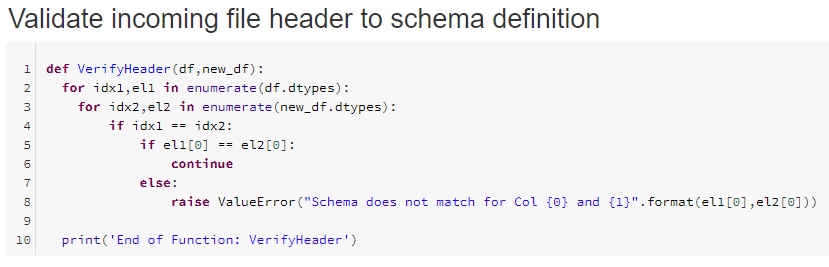 Validate incoming file header to schema definition
1 def VerifyHeader(df,new_df):
2   for idx1,el1 in enumerate(df.dtypes):
3     for idx2,el2 in enumerate(new_df.dtypes):
4         if idx1 == idx2:
5             if el1[0] == el2[0]:
6                 continue
7             else:
8                 raise ValueError("Schema does not match for Col {0} and {1}".format(el1[0],el2[0]))
9
10   print('End of Function: VerifyHeader')